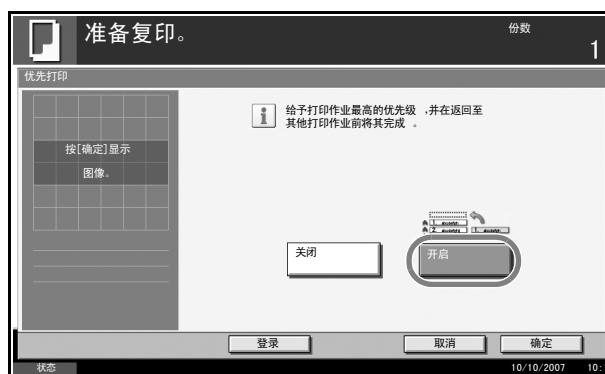 准备复印。
份数
1
优先打印
给予打印作业最高的优先级 ,并在返回至
其他打印作业前将其完成 。
按[确定]显示
图像。
关闭
开启
登录
取消
确定
状态
10/10/2007 10: